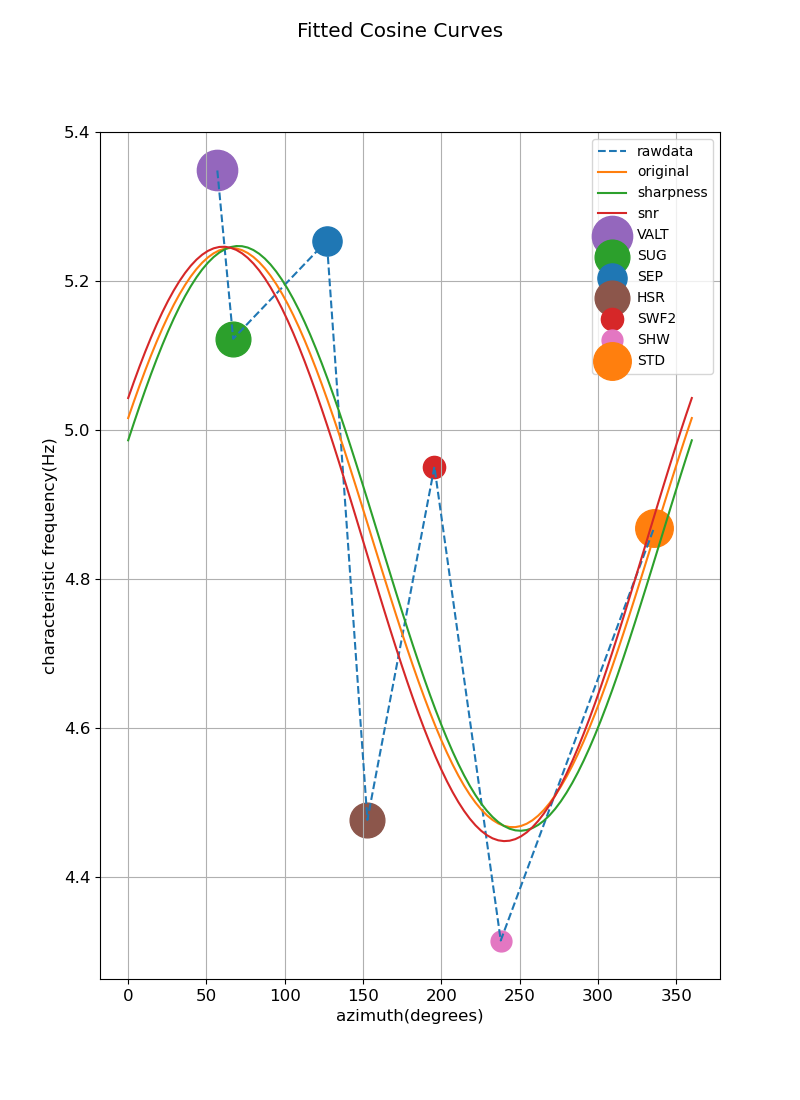 Fitted Cosine Curves
5.4
5.2
5.0
4.8
4.6
4.4
characteristic frequency(Hz)
0 50 100 150 200 250 300 350
azimuth(degrees)
rawdata
original
sharpness
snr
VALT
SUG
SEP
HSR
SWF2
SHW
STD